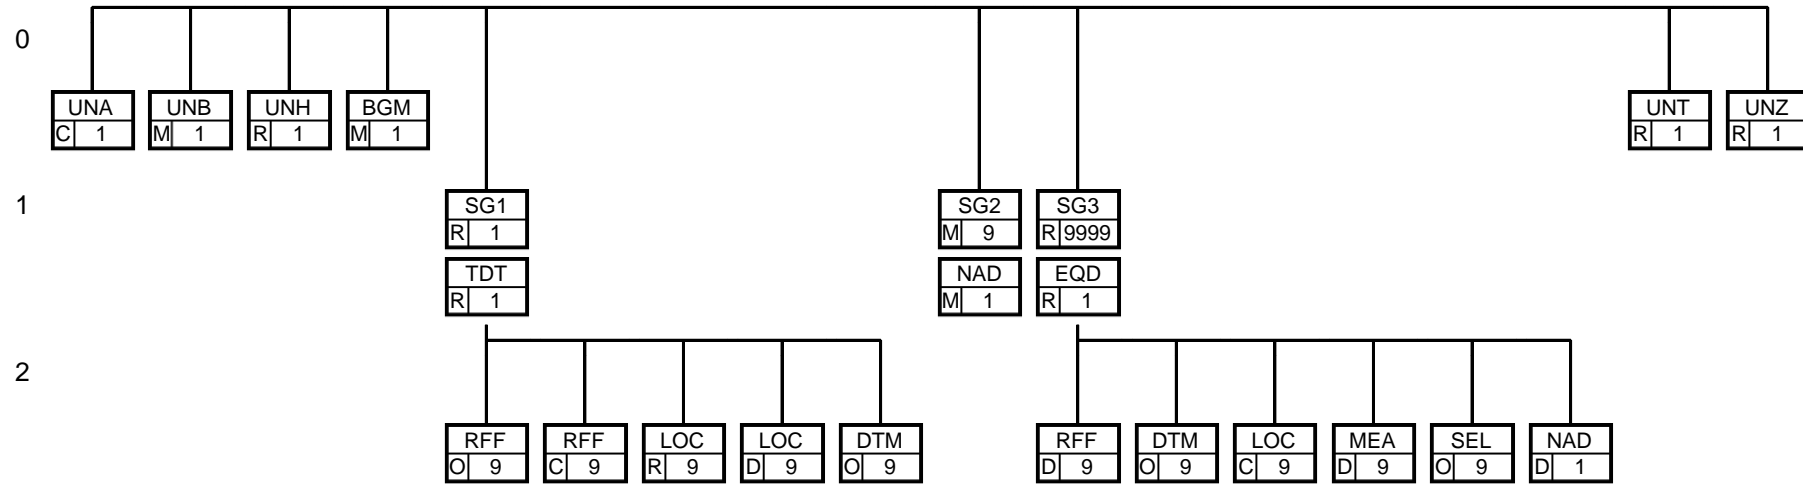 0
UNA UNB UNH BGM UNT UNZ
C 1 M 1 R 1 M 1 R 1 R 1
1
SG1 SG2 SG3
R 1 M 9 R 9999
TDT NAD EQD
R 1 M 1 R 1
2
RFF RFF LOC LOC DTM RFF DTM LOC MEA SEL NAD
O 9 C 9 R 9 D 9 O 9 D 9 O 9 C 9 D 9 O 9 D 1